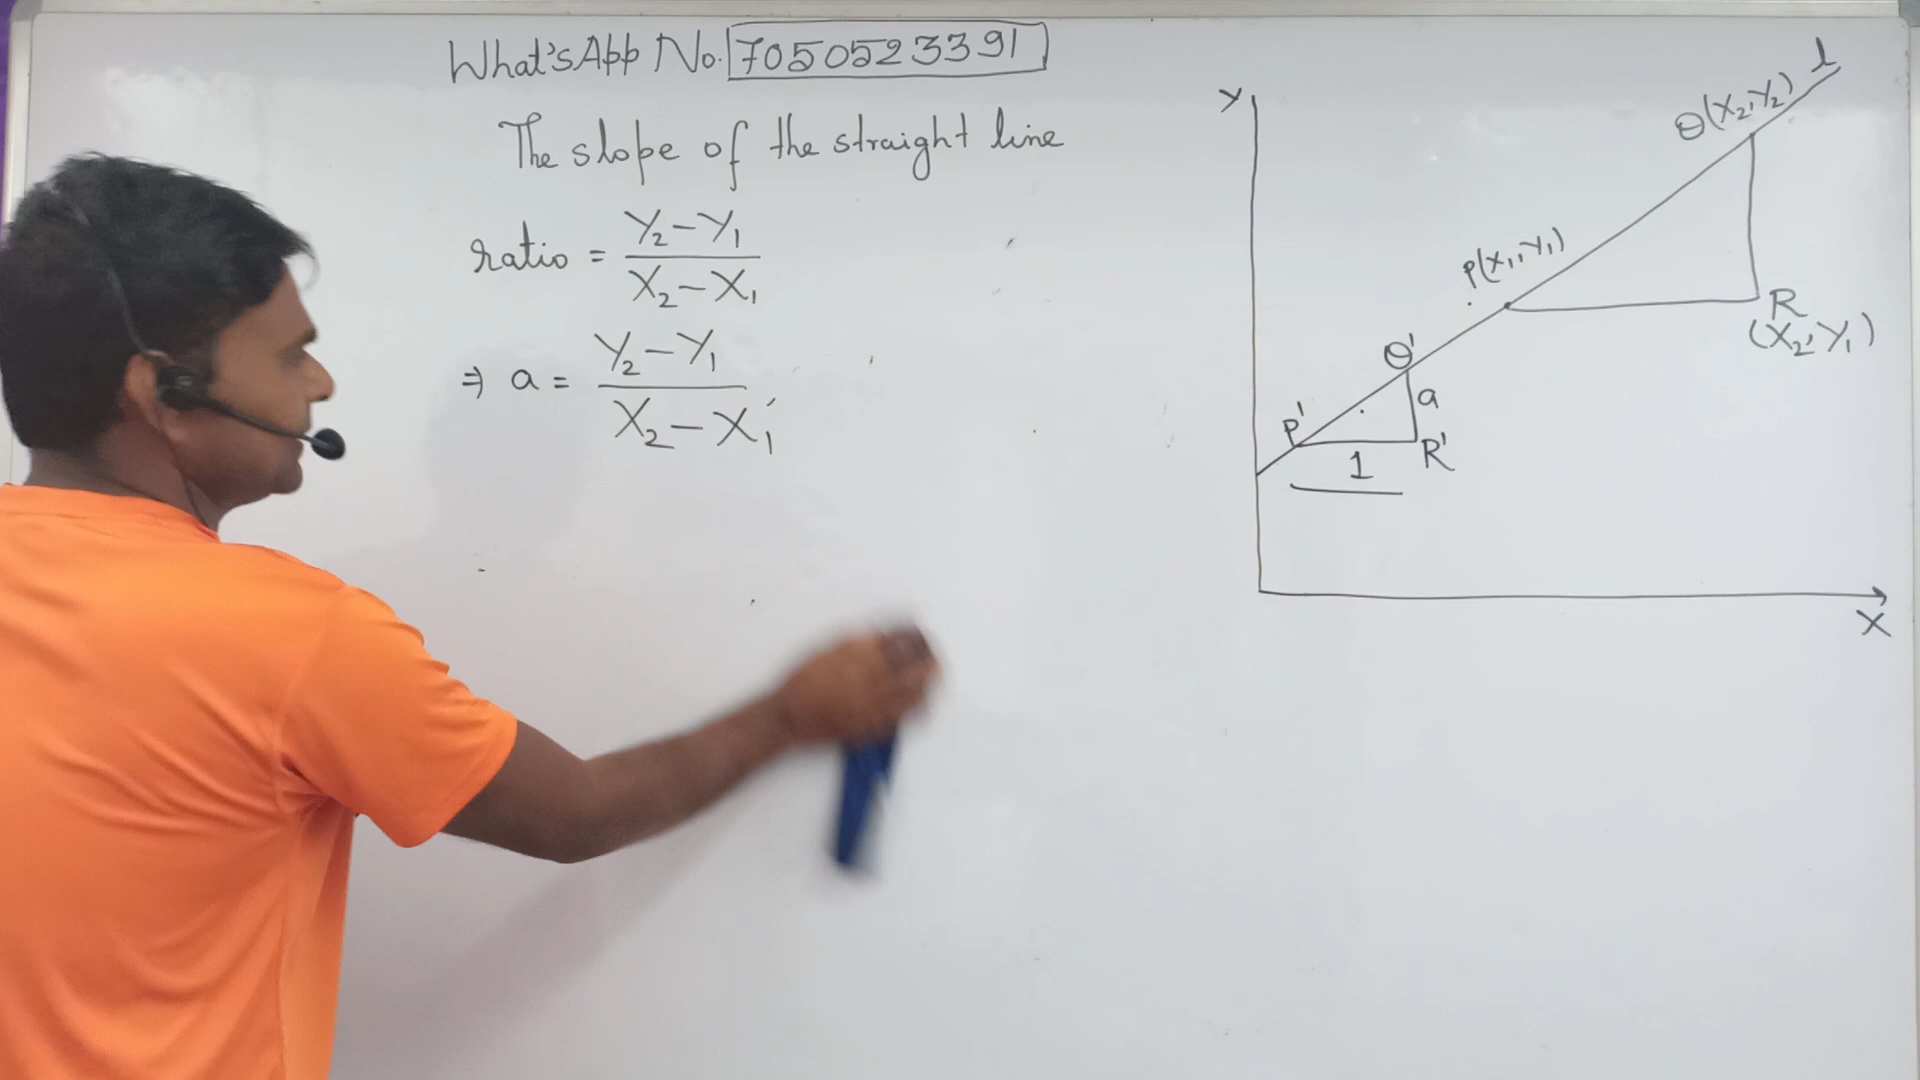 What'sApp No. 7050523391
The slope of the straight line
ratio = Y₂-Y₁ / X₂-X₁
⇒ a = Y₂-Y₁ / X₂-X₁
Y
l
Q(X₂,Y₂)
P(X₁,Y₁)
R
(X₂,Y₁)
Q'
a
P'
R'
1
X